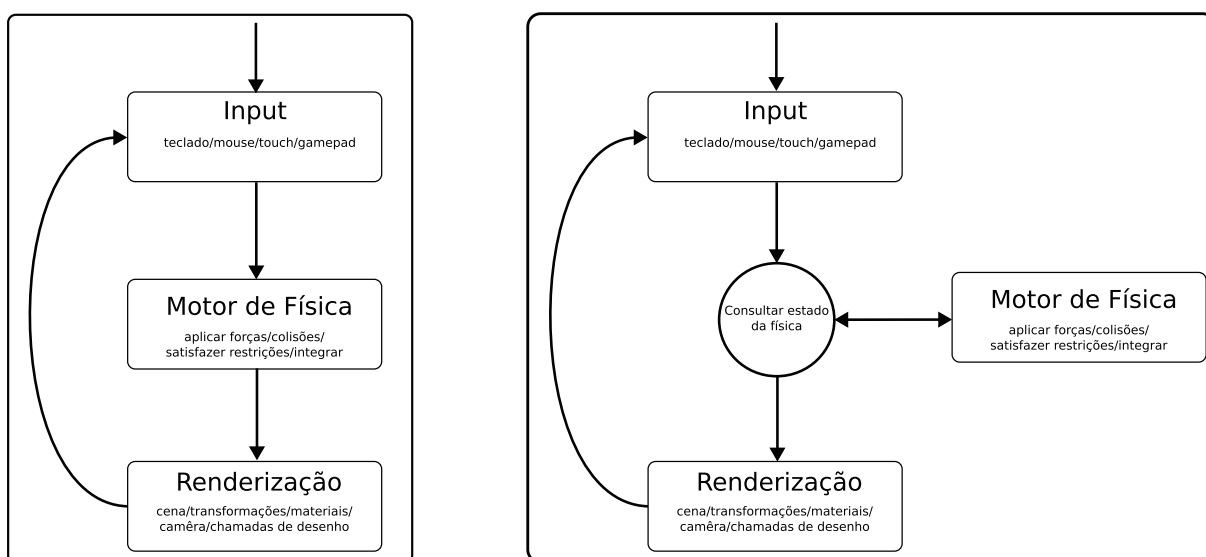 Input
teclado/mouse/touch/gamepad
Motor de Física
aplicar forças/colisões/
satisfazer restrições/integrar
Renderização
cena/transformações/materiais/
camêra/chamadas de desenho
Input
teclado/mouse/touch/gamepad
Consultar estado
da física
Motor de Física
aplicar forças/colisões/
satisfazer restrições/integrar
Renderização
cena/transformações/materiais/
camêra/chamadas de desenho